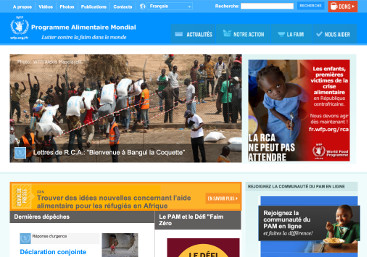 A propos Vidéos Photos Publications Contacts Français Recherche: RECHERCHER DONS
WFP
wfp.org/fr
Programme Alimentaire Mondial
Lutter contre la faim dans le monde
ACTUALITÉS NOTRE ACTION LA FAIM NOUS AIDER
Lettres de R.C.A.: "Bienvenue à Bangui la Coquette"
Les enfants,
premières
victimes de la
crise
alimentaire
en République
centrafricaine.
Nous devons agir
dès maintenant !
fr.wfp.org/rca
LA RCA
NE PEUT PAS
ATTENDRE
World Food
Programme
REJOIGNEZ LA COMMUNAUTÉ DU PAM EN LIGNE
Trouver des idées nouvelles concernant l'aide
alimentaire pour les réfugiés en Afrique
EN SAVOIR PLUS
Dernières dépêches
Réponse d'urgence
Déclaration conjointe
Le PAM et le Défi "Faim
Zéro
LE DÉFI
Rejoignez la
communauté
du PAM en ligne
et faites la différence!